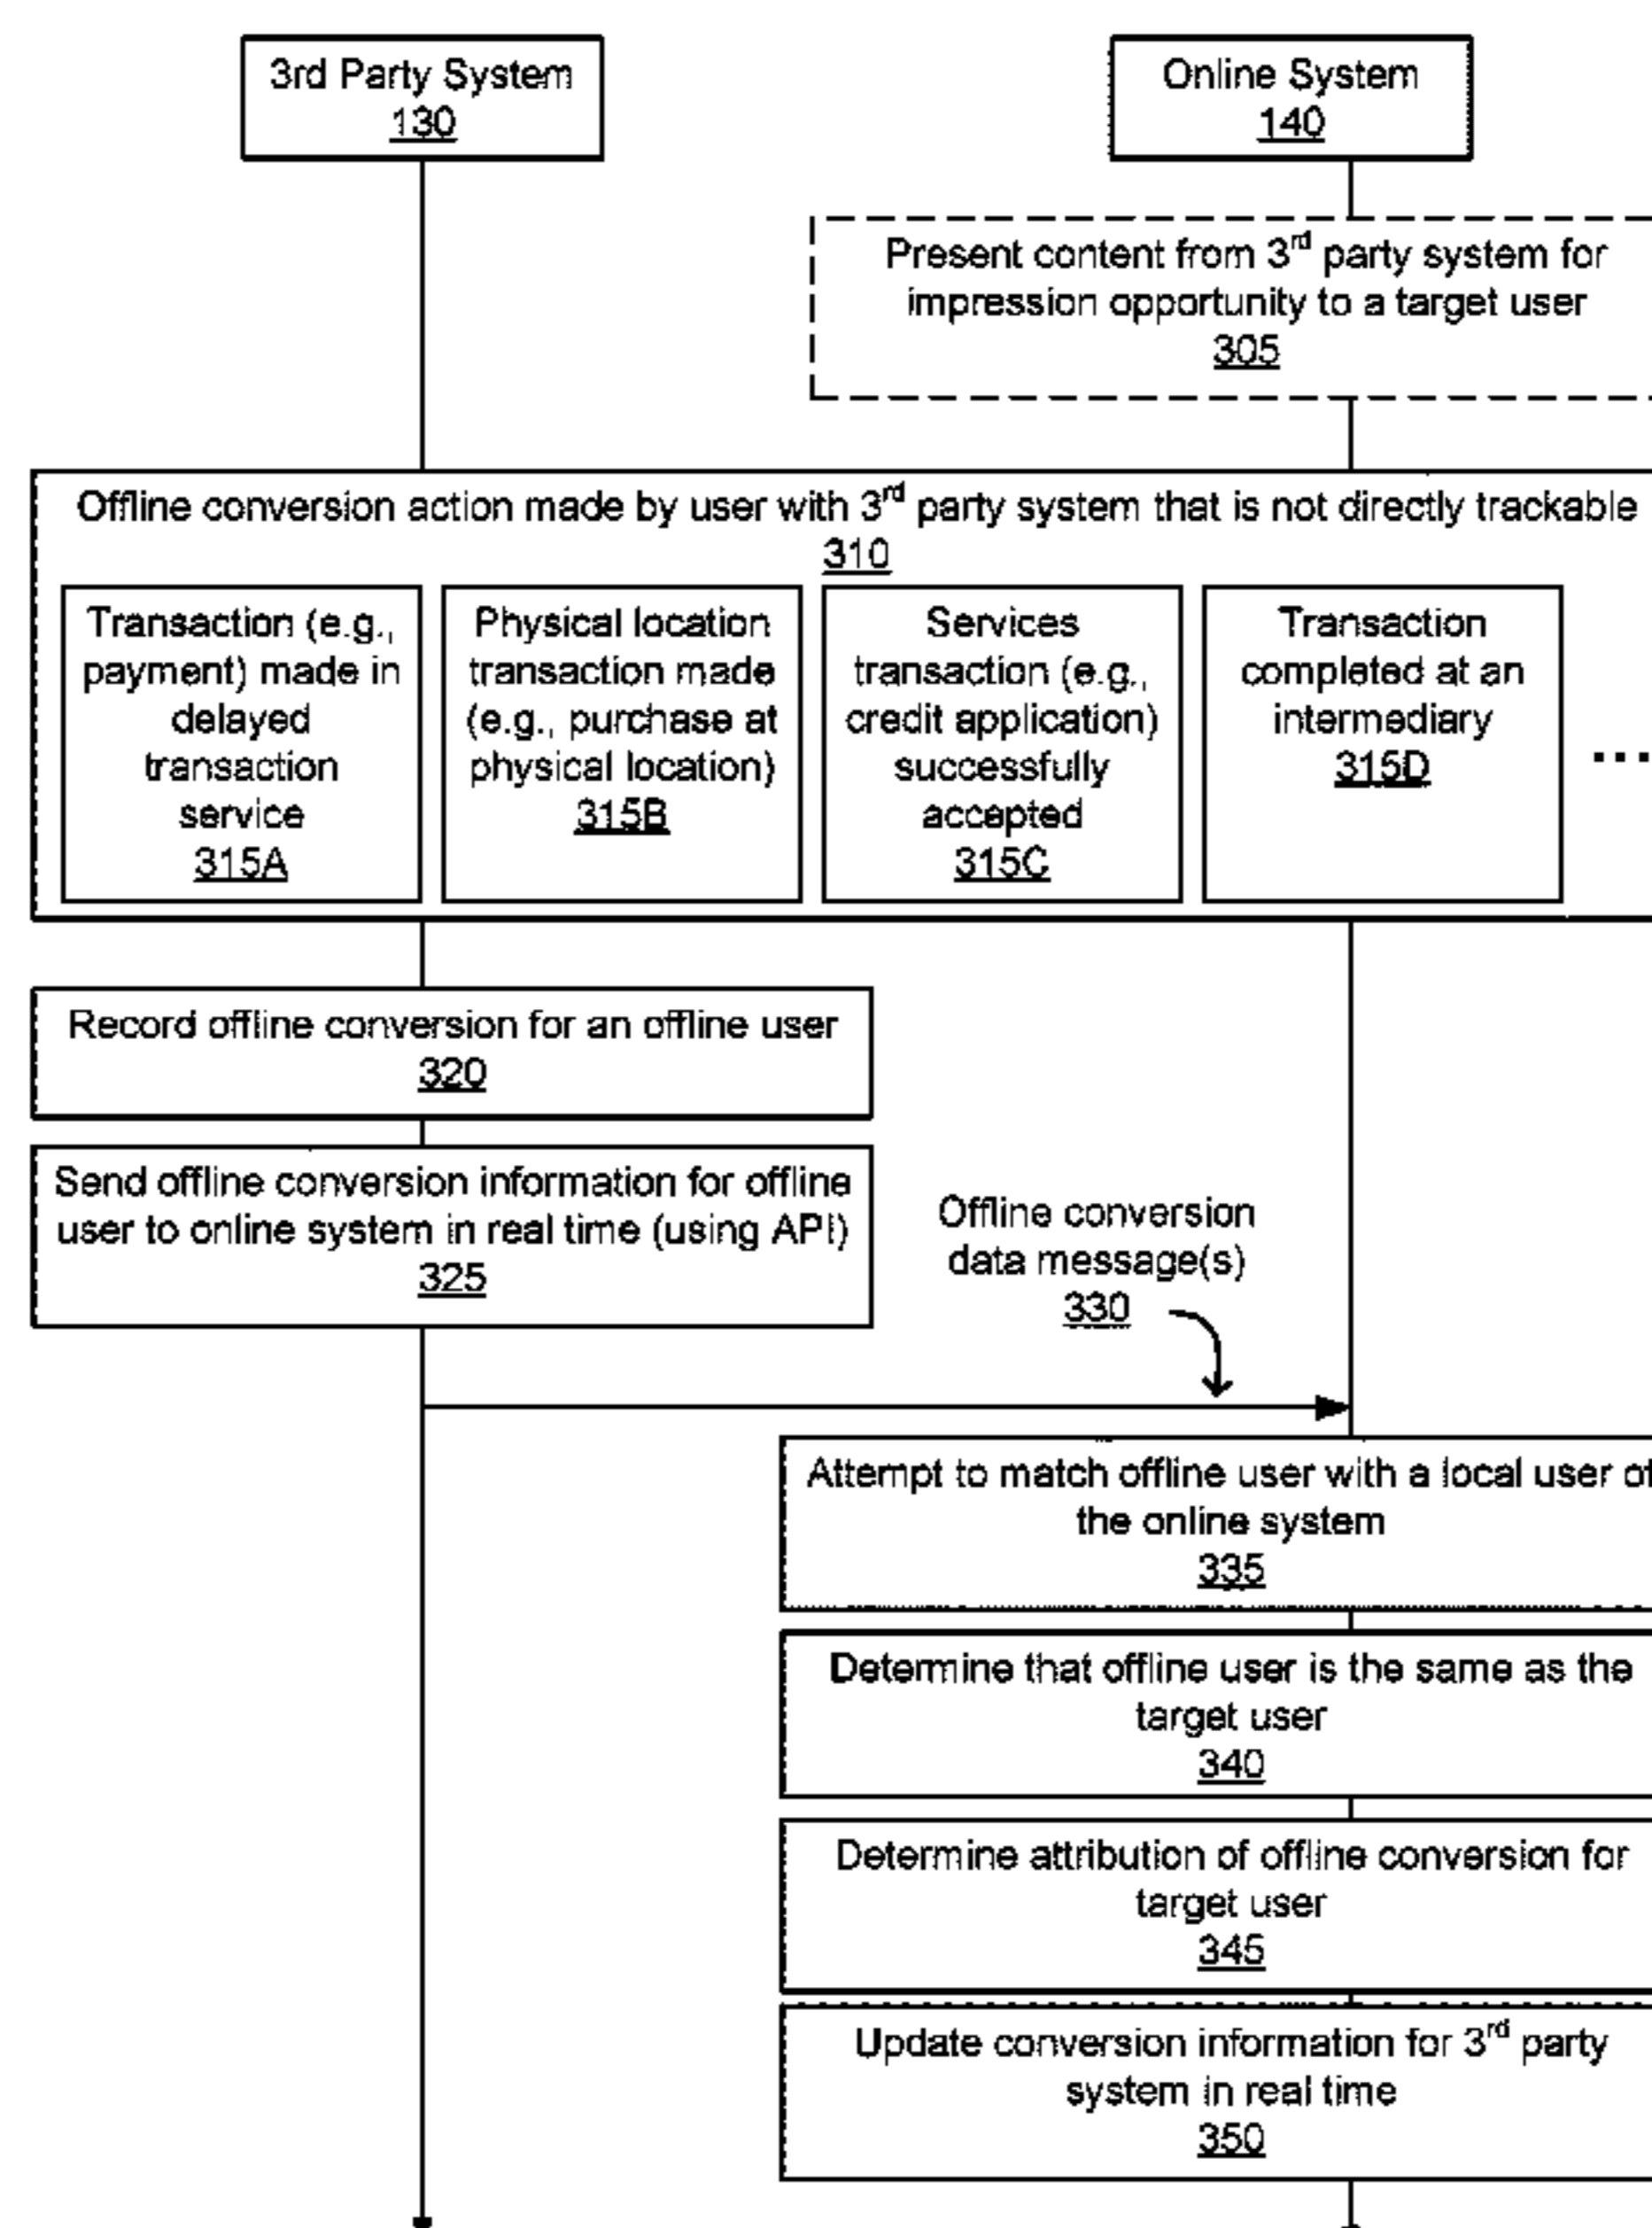 3rd Party System
130
Online System
140
Present content from 3rd party system for
impression opportunity to a target user
305
Offline conversion action made by user with 3rd party system that is not directly trackable
310
Transaction (e.g.,
payment) made in
delayed
transaction
service
315A
Physical location
transaction made
(e.g., purchase at
physical location)
315B
Services
transaction (e.g.,
credit application)
successfully
accepted
315C
Transaction
completed at an
intermediary
315D
...
Record offline conversion for an offline user
320
Send offline conversion information for offline
user to online system in real time (using API)
325
Offline conversion
data message(s)
330
Attempt to match offline user with a local user of
the online system
335
Determine that offline user is the same as the
target user
340
Determine attribution of offline conversion for
target user
345
Update conversion information for 3rd party
system in real time
350